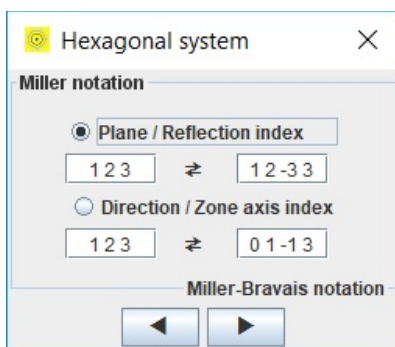 Hexagonal system
Miller notation
Plane / Reflection index
1 2 3 ⇄ 1 2 -3 3
Direction / Zone axis index
1 2 3 ⇄ 0 1 -1 3
Miller-Bravais notation